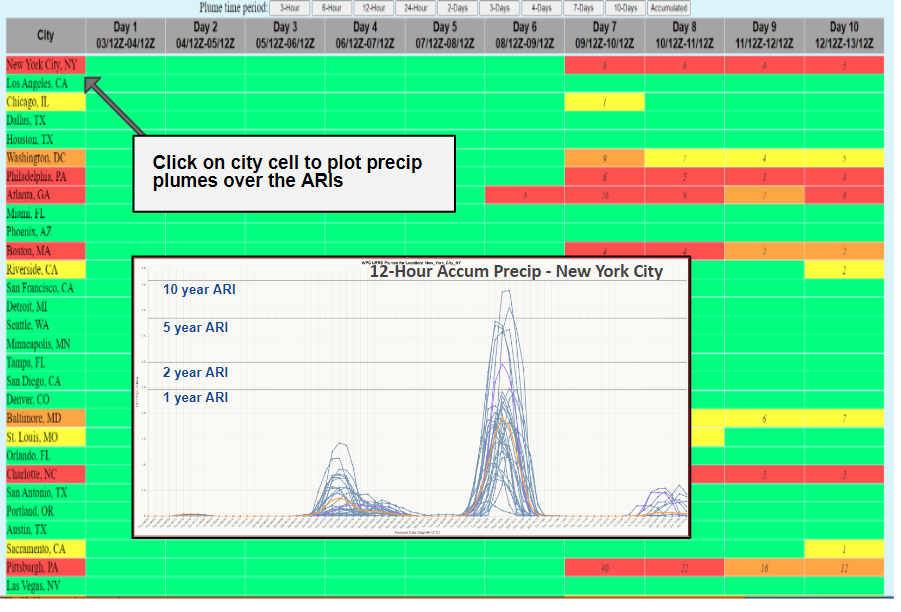 Plume time period: 3-Hour 6-Hour 12-Hour 24-Hour 2-Days 3-Days 4-Days 7-Days 10-Days Accumulated
City Day 1 Day 2 Day 3 Day 4 Day 5 Day 6 Day 7 Day 8 Day 9 Day 10
03/12Z-04/12Z 04/12Z-05/12Z 05/12Z-06/12Z 06/12Z-07/12Z 07/12Z-08/12Z 08/12Z-09/12Z 09/12Z-10/12Z 10/12Z-11/12Z 11/12Z-12/12Z 12/12Z-13/12Z
New York City, NY 8 6 4
Los Angeles, CA
Chicago, IL 1
Dallas, TX
Houston, TX
Washington, DC 9 7 4 5
Click on city cell to plot precip
plumes over the ARIs
Philadelphia, PA 6 2 3 4
Atlanta, GA 76 9 8
Miami, FL
Phoenix, AZ
Boston, MA 4 4 2 2
Riverside, CA 2
San Francisco, CA
Detroit, MI
Seattle, WA
Minneapolis, MN
Tampa, FL
San Diego, CA
Denver, CO
Baltimore, MD 6 7
St. Louis, MO
Orlando, FL
Charlotte, NC 3 3
San Antonio, TX
Portland, OR
Austin, TX
Sacramento, CA 1
Pittsburgh, PA 40 22 16 12
Las Vegas, NV
WPC URMS Plumes for Location: New_York_City_NY
12-Hour Accum Precip - New York City
10 year ARI
5 year ARI
2 year ARI
1 year ARI